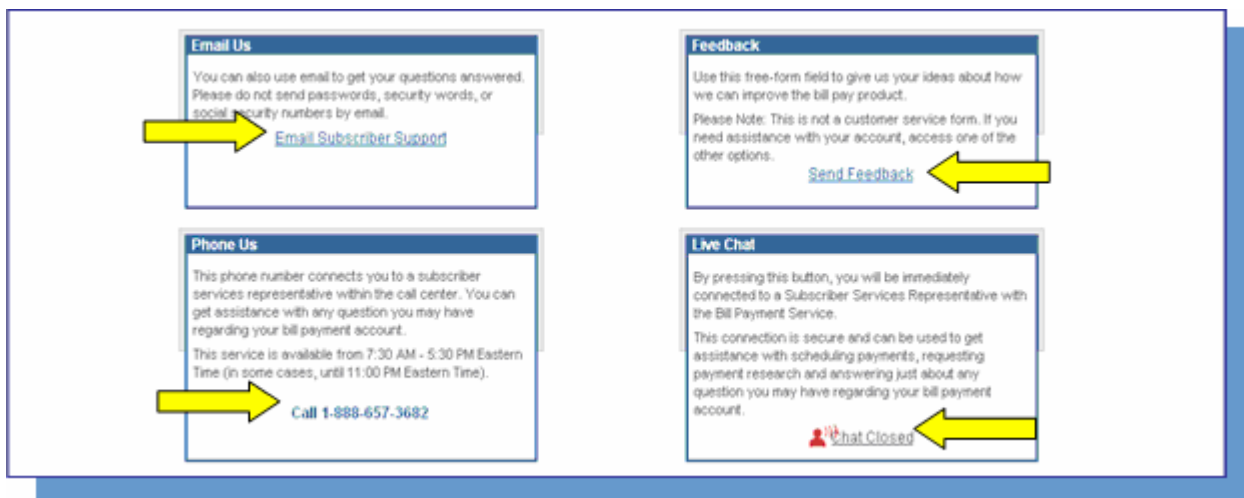 Email Us
You can also use email to get your questions answered.
Please do not send passwords, security words, or
social security numbers by email.
Email Subscriber Support
Feedback
Use this free-form field to give us your ideas about how
we can improve the bill pay product.
Please Note: This is not a customer service form. If you
need assistance with your account, access one of the
other options.
Send Feedback
Phone Us
This phone number connects you to a subscriber
services representative within the call center. You can
get assistance with any question you may have
regarding your bill payment account.
This service is available from 7:30 AM - 5:30 PM Eastern
Time (in some cases, until 11:00 PM Eastern Time).
Call 1-888-657-3682
Live Chat
By pressing this button, you will be immediately
connected to a Subscriber Services Representative with
the Bill Payment Service.
This connection is secure and can be used to get
assistance with scheduling payments, requesting
payment research and answering just about any
question you may have regarding your bill payment
account.
Chat Closed